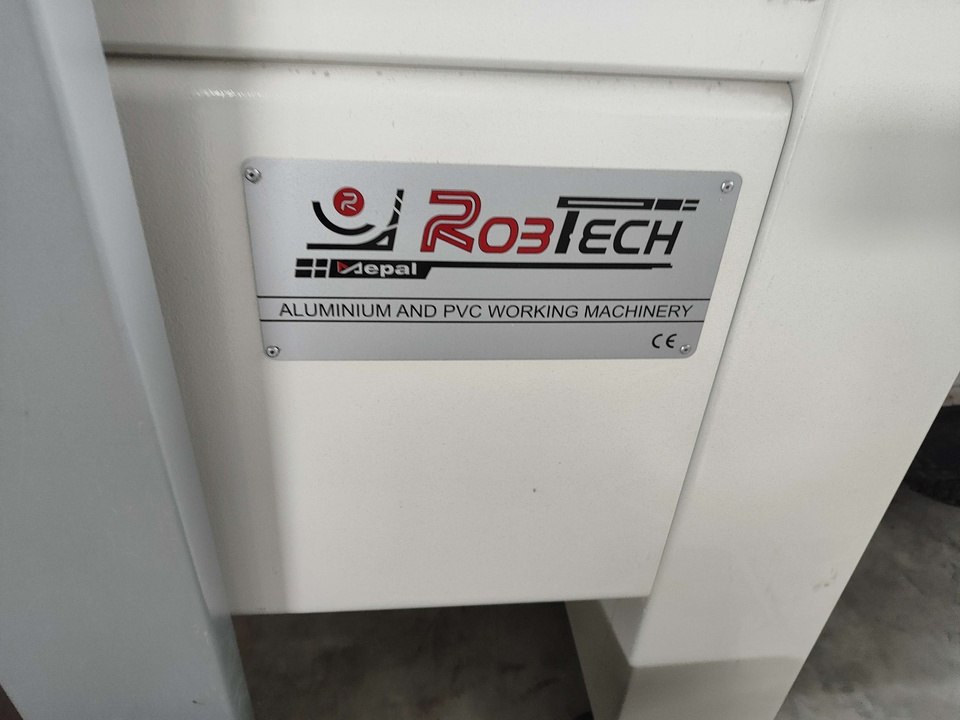 R
ROBTECH
Mepal
ALUMINIUM AND PVC WORKING MACHINERY
CE